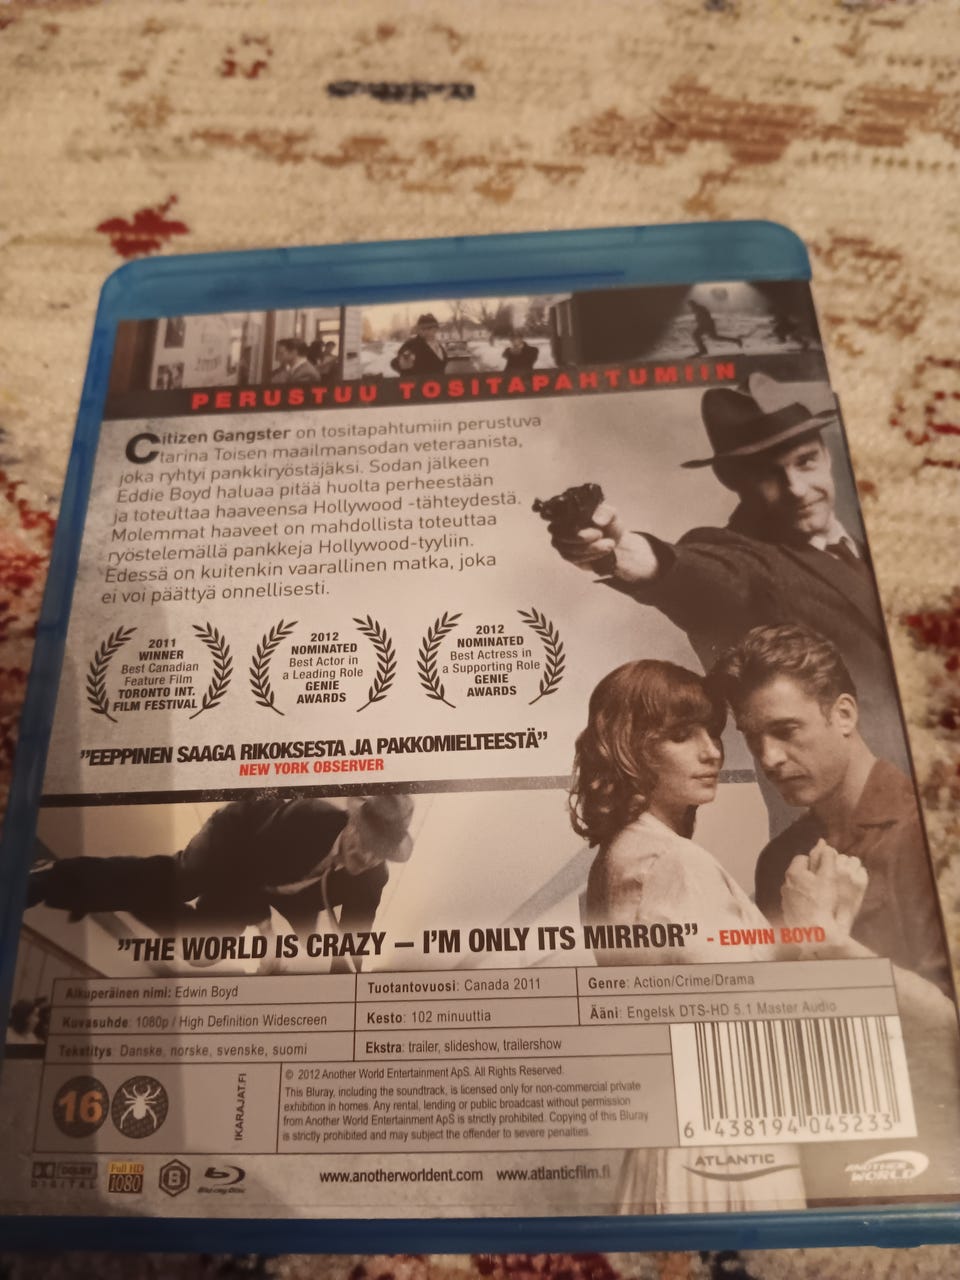 PERUSTUU TOSITAPAHTUMIIN
Citizen Gangster on tositapahtumiin perustuva
tarina Toisen maailmansodan veteraanista,
joka ryhtyi pankkiryöstäjäksi. Sodan jälkeen
Eddie Boyd haluaa pitää huolta perheestään
ja toteuttaa haaveensa Hollywood -tähteydestä.
Molemmat haaveet on mahdollista toteuttaa
ryöstelemällä pankkeja Hollywood-tyyliin.
Edessä on kuitenkin vaarallinen matka, joka
ei voi päättyä onnellisesti.
2011
WINNER
Best Canadian
Feature Film
TORONTO INT.
FILM FESTIVAL
2012
NOMINATED
Best Actor in
a Leading Role
GENIE
AWARDS
2012
NOMINATED
Best Actress in
a Supporting Role
GENIE
AWARDS
"EEPPINEN SAAGA RIKOKSESTA JA PAKKOMIELTEESTÄ"
NEW YORK OBSERVER
"THE WORLD IS CRAZY – I'M ONLY ITS MIRROR" - EDWIN BOYD
Alkuperäinen nimi: Edwin Boyd
Tuotantovuosi: Canada 2011
Genre: Action/Crime/Drama
Kuvasuhde: 1080p / High Definition Widescreen
Kesto: 102 minuuttia
Ääni: Engelsk DTS-HD 5.1 Master Audio
Tekstitys: Danske, norske, svenske, suomi
Ekstra: trailer, slideshow, trailershow
16
IKARAJAT.FI
© 2012 Another World Entertainment ApS. All Rights Reserved.
This Bluray, including the soundtrack, is licensed only for non-commercial private
exhibition in homes. Any rental, lending or public broadcast without permission
from Another World Entertainment ApS is strictly prohibited. Copying of this Bluray
is strictly prohibited and may subject the offender to severe penalties.
6 438194 045233
DOLBY
DIGITAL
Full HD
1080
B
Blu-ray Disc
www.anotherworldent.com www.atlanticfilm.fi
ATLANTIC
ANOTHER
WORLD